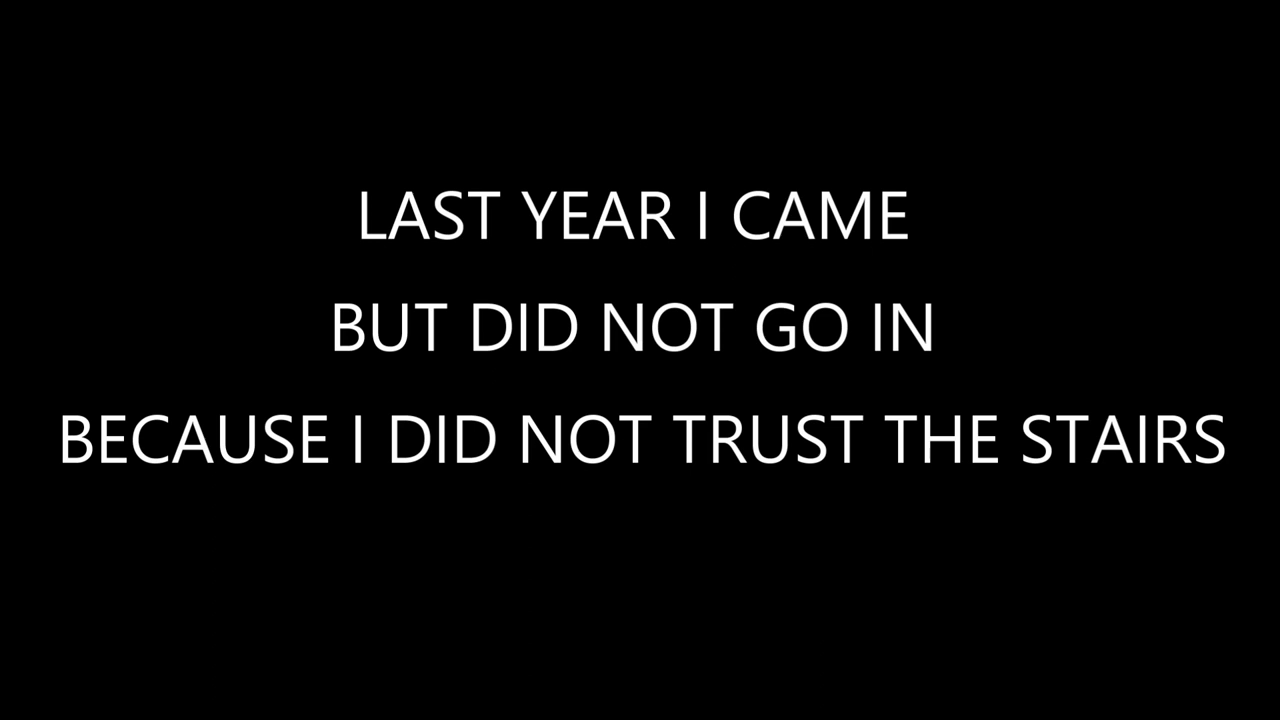 LAST YEAR I CAME
BUT DID NOT GO IN
BECAUSE I DID NOT TRUST THE STAIRS